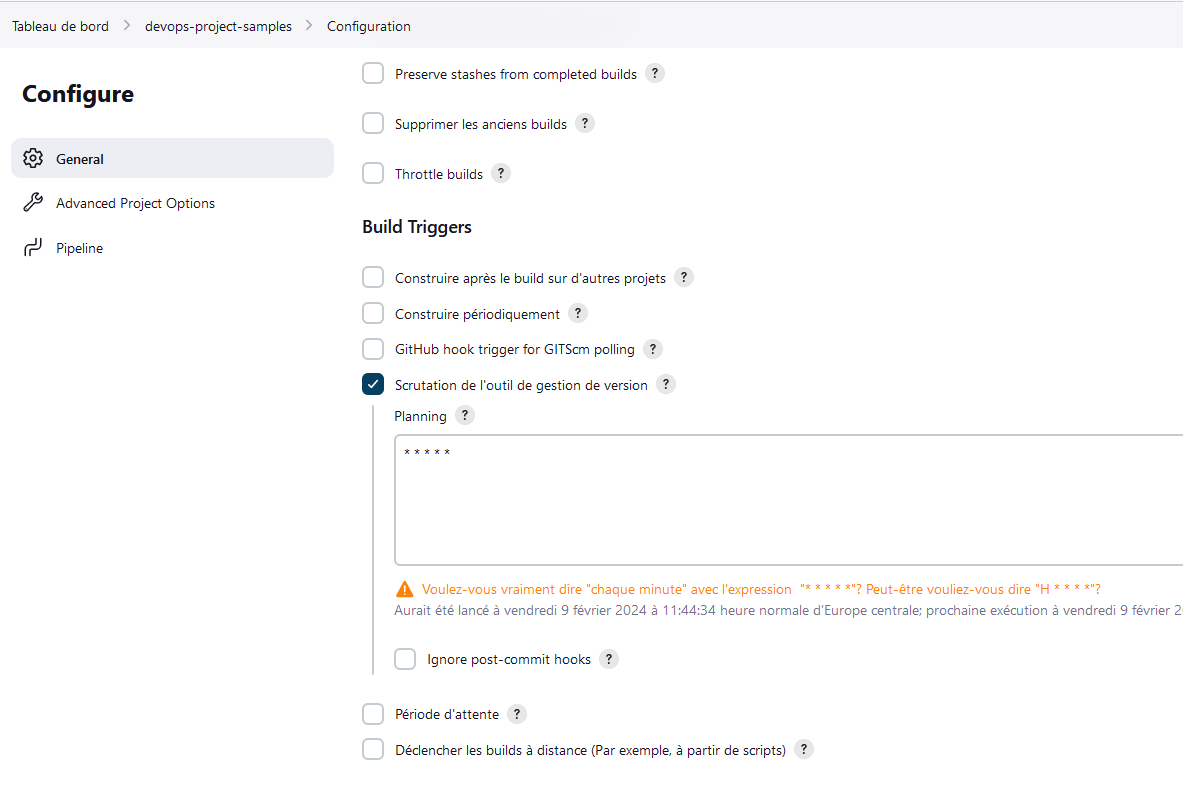 Tableau de bord > devops-project-samples > Configuration
Configure
General
Advanced Project Options
Pipeline
Preserve stashes from completed builds ?
Supprimer les anciens builds ?
Throttle builds ?
Build Triggers
Construire après le build sur d'autres projets ?
Construire périodiquement ?
GitHub hook trigger for GITScm polling ?
Scrutation de l'outil de gestion de version ?
Planning ?
* * * * *
Voulez-vous vraiment dire "chaque minute" avec l'expression "* * * * *"? Peut-être vouliez-vous dire "H * * * *"?
Aurait été lancé à vendredi 9 février 2024 à 11:44:34 heure normale d'Europe centrale; prochaine exécution à vendredi 9 février 2
Ignore post-commit hooks ?
Période d'attente ?
Déclencher les builds à distance (Par exemple, à partir de scripts) ?